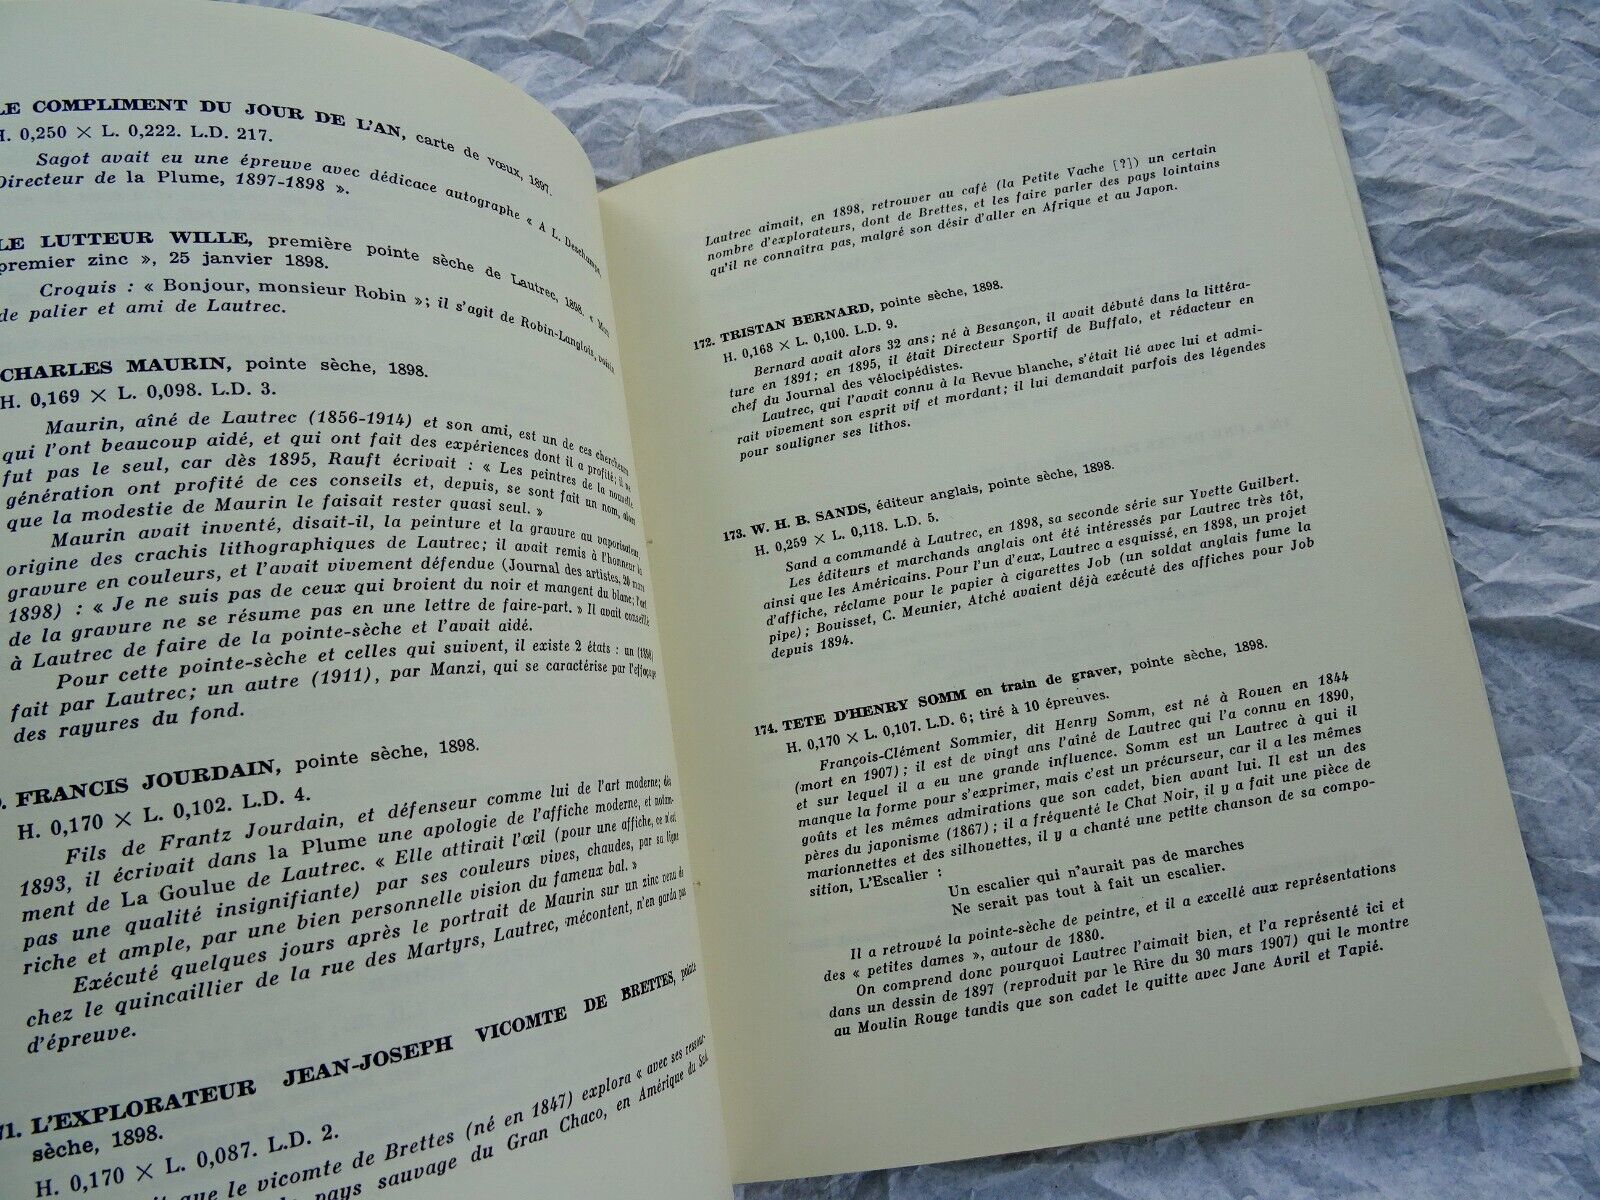 LE COMPLIMENT DU JOUR DE L'AN, carte de vœux, 1897.
H. 0,250 × L. 0,222. L.D. 217.
Sagot avait eu une épreuve avec dédicace autographe « A L. Deschamps,
Directeur de la Plume, 1897-1898 ».
LE LUTTEUR WILLE, première pointe sèche de Lautrec, 1898. « Mon
premier zinc », 25 janvier 1898.
Croquis : « Bonjour, monsieur Robin » ; il s'agit de Robin-Langlois, voisin
de palier et ami de Lautrec.
CHARLES MAURIN, pointe sèche, 1898.
H. 0,169 × L. 0,098. L.D. 3.
Maurin, aîné de Lautrec (1856-1914) et son ami, est un de ces chercheurs
qui l'ont beaucoup aidé, et qui ont fait des expériences dont il a profité ; il ne
fut pas le seul, car dès 1895, Rauft écrivait : « Les peintres de la nouvelle
génération ont profité de ces conseils et, depuis, se sont fait un nom, alors
que la modestie de Maurin le faisait rester quasi seul. »
Maurin avait inventé, disait-il, la peinture et la gravure au vaporisateur,
origine des crachis lithographiques de Lautrec ; il avait remis à l'honneur la
gravure en couleurs, et l'avait vivement défendue (Journal des artistes, 20 mars
1898) : « Je ne suis pas de ceux qui broient du noir et mangent du blanc ; l'art
de la gravure ne se résume pas en une lettre de faire-part. » Il avait conseillé
à Lautrec de faire de la pointe-sèche et l'avait aidé.
Pour cette pointe-sèche et celles qui suivent, il existe 2 états : un (1898)
fait par Lautrec ; un autre (1911), par Manzi, qui se caractérise par l'effaçage
des rayures du fond.
FRANCIS JOURDAIN, pointe sèche, 1898.
H. 0,170 × L. 0,102. L.D. 4.
Fils de Frantz Jourdain, et défenseur comme lui de l'art moderne ; dès
1893, il écrivait dans la Plume une apologie de l'affiche moderne, et notam-
ment de La Goulue de Lautrec. « Elle attirait l'œil (pour une affiche, ce n'est
pas une qualité insignifiante) par ses couleurs vives, chaudes, par sa ligne
riche et ample, par une bien personnelle vision du fameux bal. »
Exécuté quelques jours après le portrait de Maurin sur un zinc venu de
chez le quincaillier de la rue des Martyrs, Lautrec, mécontent, n'en garda pas
d'épreuve.
71. L'EXPLORATEUR JEAN-JOSEPH VICOMTE DE BRETTES, pointe
sèche, 1898.
H. 0,170 × L. 0,087. L.D. 2.
que le vicomte de Brettes (né en 1847) explora « avec ses ressour-
pays sauvage du Gran Chaco, en Amérique du Sud.
Lautrec aimait, en 1898, retrouver au café (la Petite Vache [?]) un certain
nombre d'explorateurs, dont de Brettes, et les faire parler des pays lointains
qu'il ne connaîtra pas, malgré son désir d'aller en Afrique et au Japon.
172. TRISTAN BERNARD, pointe sèche, 1898.
H. 0,168 × L. 0,100. L.D. 9.
Bernard avait alors 32 ans ; né à Besançon, il avait débuté dans la littéra-
ture en 1891 ; en 1895, il était Directeur Sportif de Buffalo, et rédacteur en
chef du Journal des vélocipédistes.
Lautrec, qui l'avait connu à la Revue blanche, s'était lié avec lui et admi-
rait vivement son esprit vif et mordant ; il lui demandait parfois des légendes
pour souligner ses lithos.
173. W. H. B. SANDS, éditeur anglais, pointe sèche, 1898.
H. 0,259 × L. 0,118. L.D. 5.
Sand a commandé à Lautrec, en 1898, sa seconde série sur Yvette Guilbert.
Les éditeurs et marchands anglais ont été intéressés par Lautrec très tôt,
ainsi que les Américains. Pour l'un d'eux, Lautrec a esquissé, en 1898, un projet
d'affiche, réclame pour le papier à cigarettes Job (un soldat anglais fume la
pipe) ; Bouisset, C. Meunier, Atché avaient déjà exécuté des affiches pour Job
depuis 1894.
174. TETE D'HENRY SOMM en train de graver, pointe sèche, 1898.
H. 0,170 × L. 0,107. L.D. 6 ; tiré à 10 épreuves.
François-Clément Sommier, dit Henry Somm, est né à Rouen en 1844
(mort en 1907) ; il est de vingt ans l'aîné de Lautrec qui l'a connu en 1890,
et sur lequel il a eu une grande influence. Somm est un Lautrec à qui il
manque la forme pour s'exprimer, mais c'est un précurseur, car il a les mêmes
goûts et les mêmes admirations que son cadet, bien avant lui. Il est un des
pères du japonisme (1867) ; il a fréquenté le Chat Noir, il y a fait une pièce de
marionnettes et des silhouettes, il y a chanté une petite chanson de sa compo-
sition, L'Escalier :
Un escalier qui n'aurait pas de marches
Ne serait pas tout à fait un escalier.
Il a retrouvé la pointe-sèche de peintre, et il a excellé aux représentations
des « petites dames », autour de 1880.
On comprend donc pourquoi Lautrec l'aimait bien, et l'a représenté ici et
dans un dessin de 1897 (reproduit par le Rire du 30 mars 1907) qui le montre
au Moulin Rouge tandis que son cadet le quitte avec Jane Avril et Tapié.